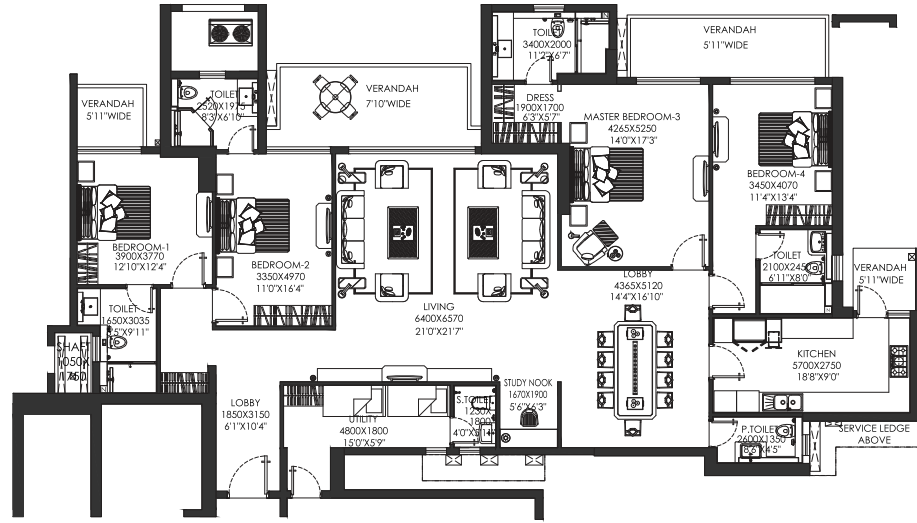 TOILET
3400X2000
11'2"X6'7"
VERANDAH
5'11"WIDE
VERANDAH
7'10"WIDE
TOILET
2520X1975
8'3"X6'10"
VERANDAH
5'11"WIDE
DRESS
1900X1700
6'3"X5'7"
MASTER BEDROOM-3
4265X5250
14'0"X17'3"
BEDROOM-4
3450X4070
11'4"X13'4"
BEDROOM-1
3900X3770
12'10"X12'4"
BEDROOM-2
3350X4970
11'0"X16'4"
TOILET
2100X2450
6'11"X8'0"
VERANDAH
5'11"WIDE
LOBBY
4365X5120
14'4"X16'10"
LIVING
6400X6570
21'0"X21'7"
TOILET
1650X3035
5'5"X9'11"
SHAFT
1050X
1750
KITCHEN
5700X2750
18'8"X9'0"
STUDY NOOK
1670X1900
5'6"X6'3"
LOBBY
1850X3150
6'1"X10'4"
UTILITY
4800X1800
15'0"X5'9"
S.TOILET
1230X
1800
4'0"X5'11"
P.TOILET
2600X1350
8'6"X4'5"
SERVICE LEDGE
ABOVE